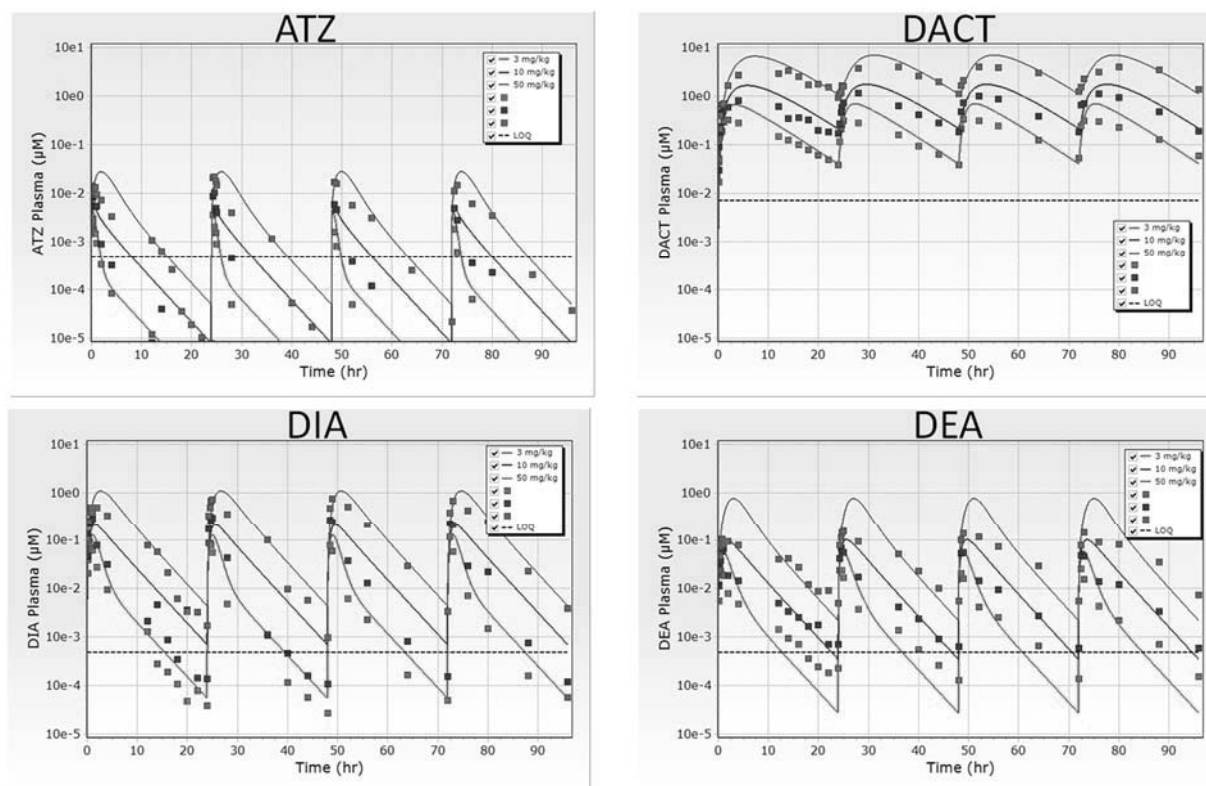 ATZ
10e1
10e0
10e-1
10e-2
10e-3
10e-4
10e-5
ATZ Plasma (µM)
3 mg/kg
10 mg/kg
50 mg/kg
LOQ
0 10 20 30 40 50 60 70 80 90
Time (hr)
DACT
10e1
10e0
10e-1
10e-2
10e-3
10e-4
10e-5
DACT Plasma (µM)
3 mg/kg
10 mg/kg
50 mg/kg
LOQ
0 10 20 30 40 50 60 70 80 90
Time (hr)
DIA
10e1
10e0
10e-1
10e-2
10e-3
10e-4
10e-5
DIA Plasma (µM)
3 mg/kg
10 mg/kg
50 mg/kg
LOQ
0 10 20 30 40 50 60 70 80 90
Time (hr)
DEA
10e1
10e0
10e-1
10e-2
10e-3
10e-4
10e-5
DEA Plasma (µM)
3 mg/kg
10 mg/kg
50 mg/kg
LOQ
0 10 20 30 40 50 60 70 80 90
Time (hr)